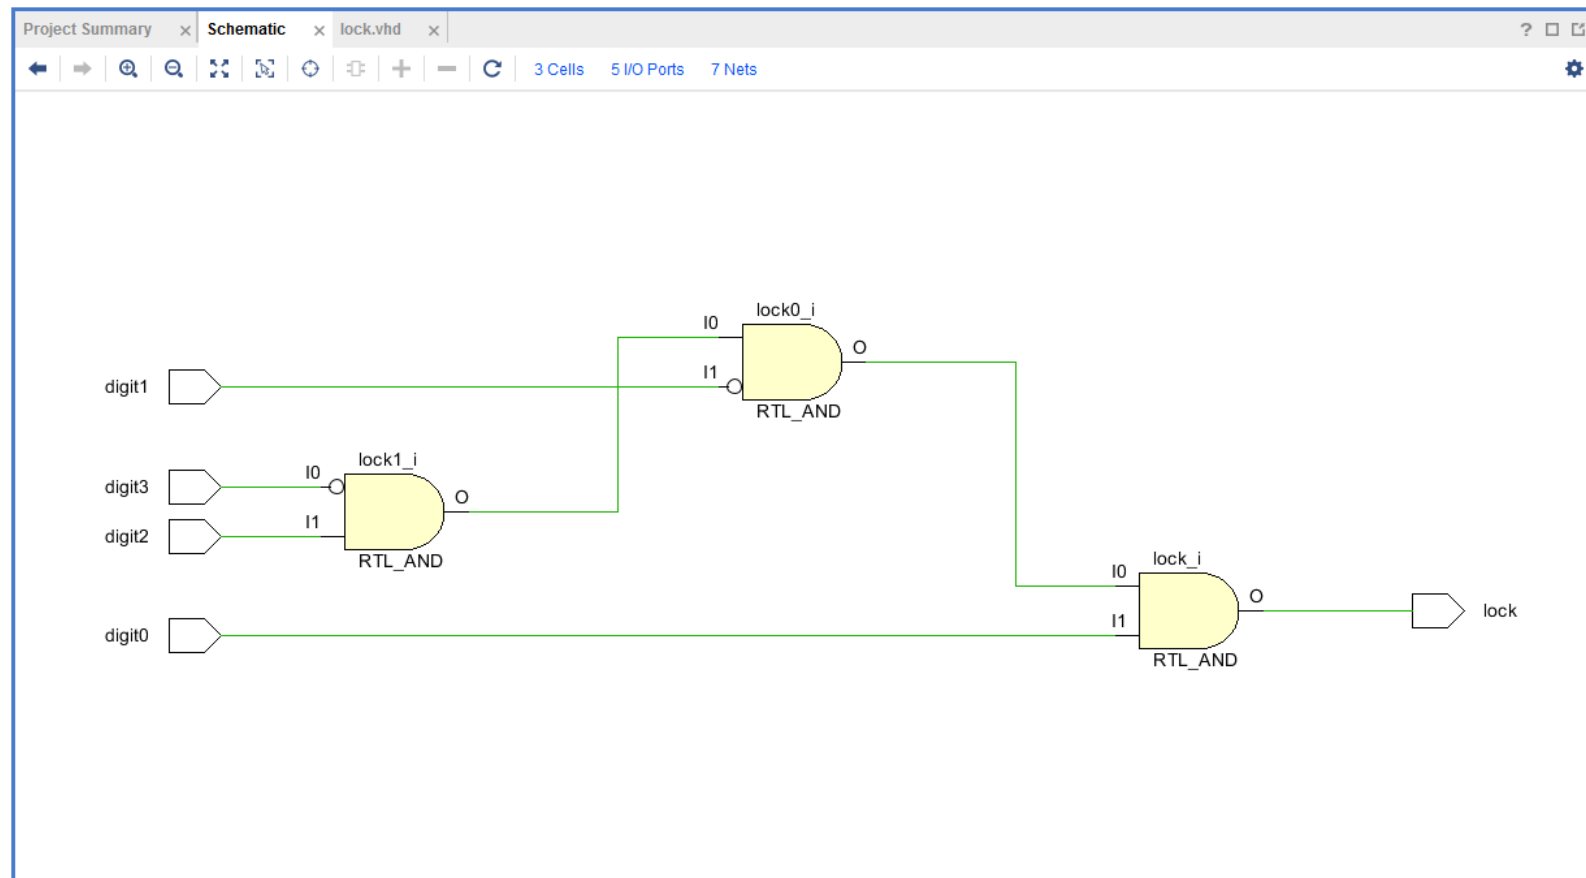 Project Summary × Schematic × lock.vhd × ?
3 Cells 5 I/O Ports 7 Nets
lock0_i
I0
O
I1
digit1
RTL_AND
lock1_i
I0
digit3
O
I1
digit2
RTL_AND
lock_i
I0
O
lock
I1
digit0
RTL_AND